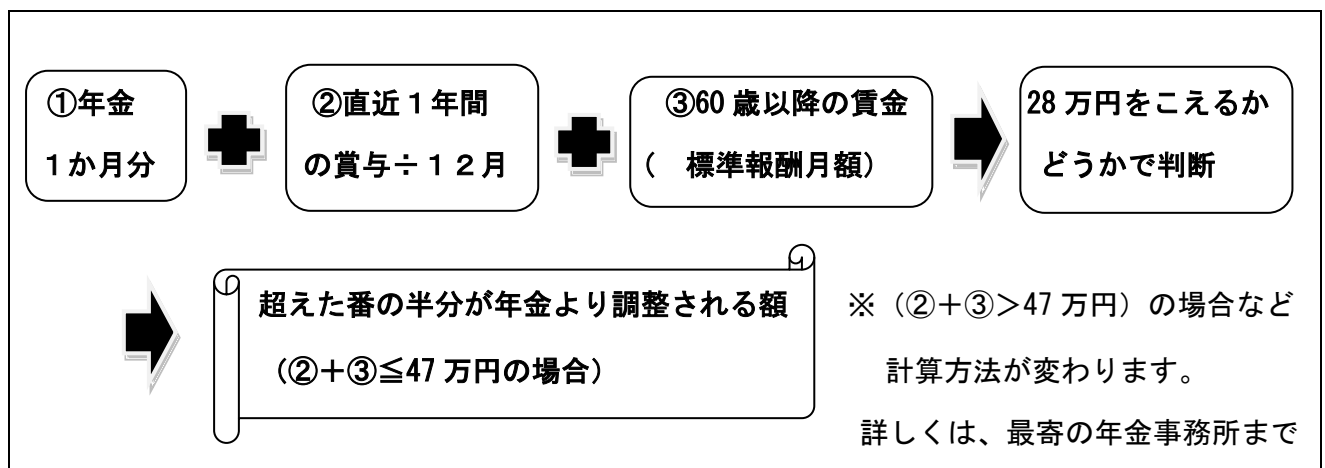 ①年金
１か月分
②直近１年間
の賞与÷１２月
③60歳以降の賃金
(　標準報酬月額)
28万円をこえるか
どうかで判断
超えた番の半分が年金より調整される額
(②＋③≦47万円の場合)
※（②＋③＞47万円）の場合など
計算方法が変わります。
詳しくは、最寄の年金事務所まで